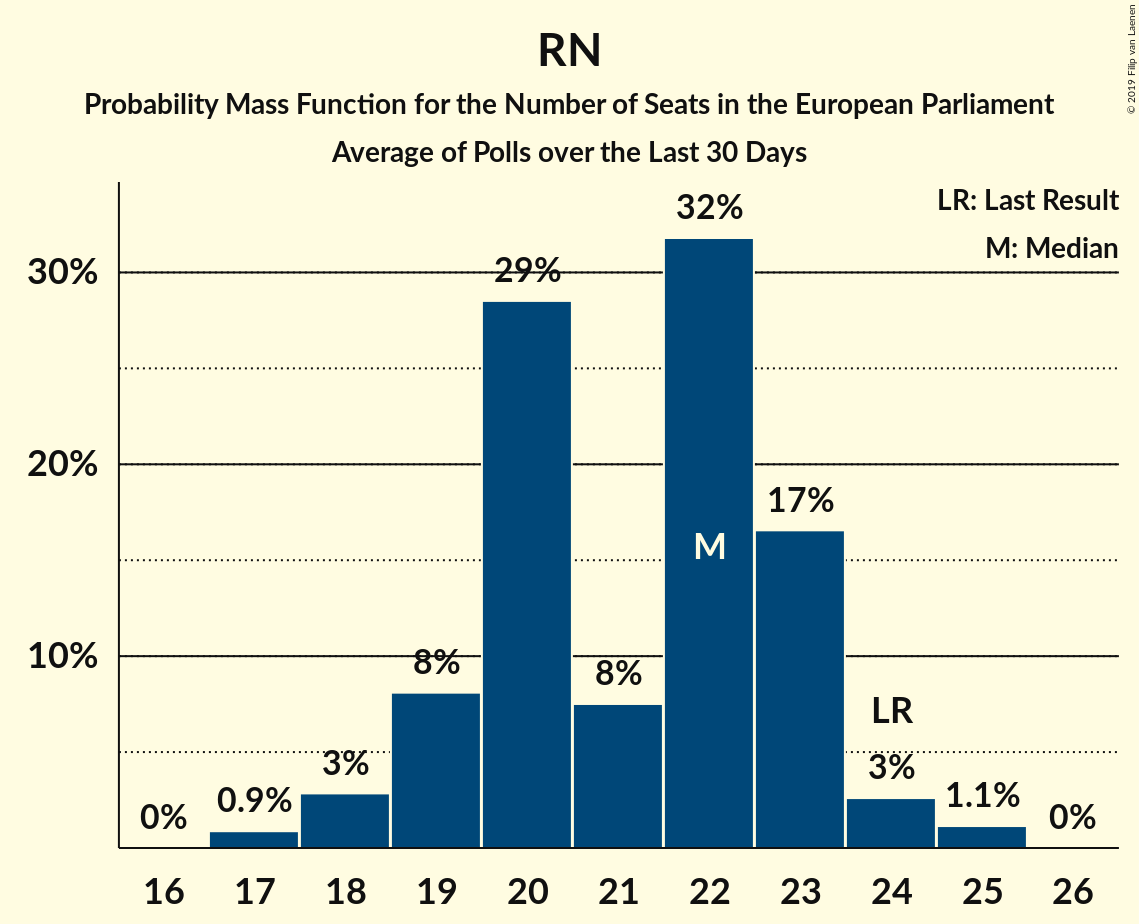 RN
Probability Mass Function for the Number of Seats in the European Parliament
Average of Polls over the Last 30 Days
© 2019 Filip van Laenen
LR: Last Result
M: Median
32%
30%
29%
20%
17%
M
10%
8%
8%
LR
3%
3%
0.9%
1.1%
0%
0%
16 17 18 19 20 21 22 23 24 25 26